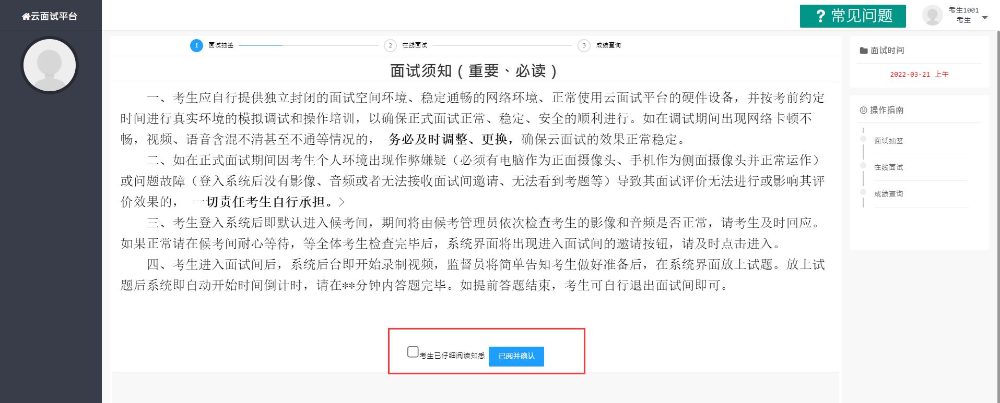 云面试平台
? 常见问题
考生1001
考生
1 面试抽签
2 在线面试
3 成绩查询
面试须知（重要、必读）
一、考生应自行提供独立封闭的面试空间环境、稳定通畅的网络环境、正常使用云面试平台的硬件设备，并按考前约定
时间进行真实环境的模拟调试和操作培训，以确保正式面试正常、稳定、安全的顺利进行。如在调试期间出现网络卡顿不
畅，视频、语音含混不清甚至不通等情况的， 务必及时调整、更换，确保云面试的效果正常稳定。
二、如在正式面试期间因考生个人环境出现作弊嫌疑（必须有电脑作为正面摄像头、手机作为侧面摄像头并正常运作）
或问题故障（登入系统后没有影像、音频或者无法接收面试间邀请、无法看到考题等）导致其面试评价无法进行或影响其评
价效果的， 一切责任考生自行承担。>
三、考生登入系统后即默认进入候考间，期间将由候考管理员依次检查考生的影像和音频是否正常，请考生及时回应。
如果正常请在候考间耐心等待，等全体考生检查完毕后，系统界面将出现进入面试间的邀请按钮，请及时点击进入。
四、考生进入面试间后，系统后台即开始录制视频，监督员将简单告知考生做好准备后，在系统界面放上试题。放上试
题后系统即自动开始时间倒计时，请在**分钟内答题完毕。如提前答题结束，考生可自行退出面试间即可。
考生已仔细阅读知悉 已阅并确认
面试时间
2022-03-21 上午
操作指南
面试抽签
在线面试
成绩查询